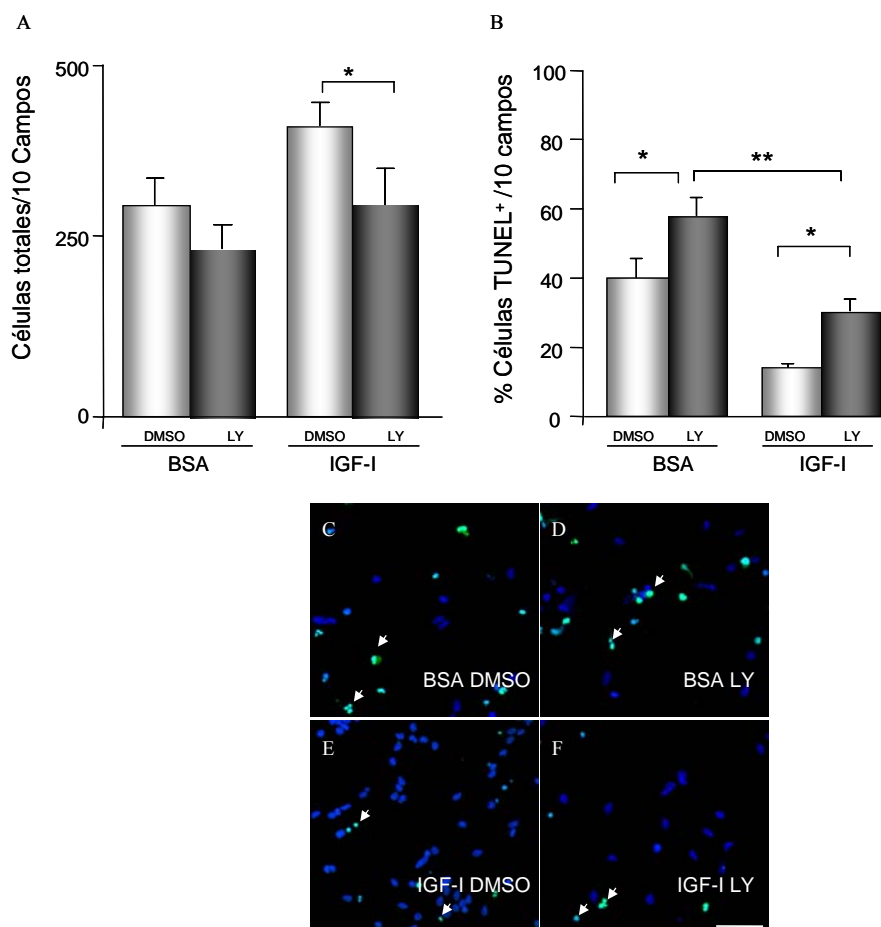 A
B
500
250
0
Células totales/10 Campos
*
DMSO LY DMSO LY
BSA IGF-I
100
80
60
40
20
0
% Células TUNEL+/10 campos
*
**
*
DMSO LY DMSO LY
BSA IGF-I
C
BSA DMSO
D
BSA LY
E
IGF-I DMSO
F
IGF-I LY